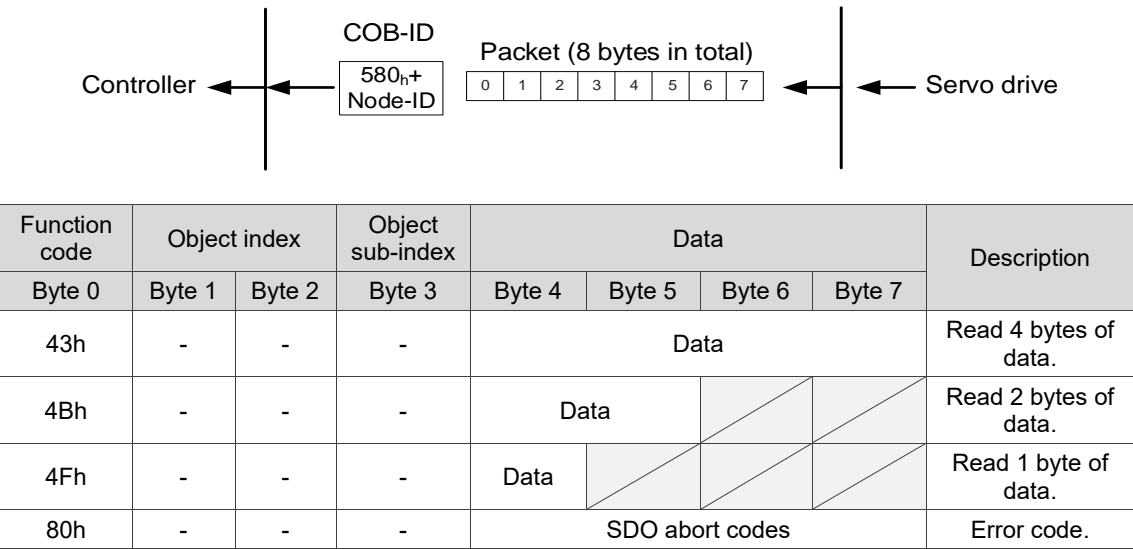 COB-ID
Packet (8 bytes in total)
Controller
580h+
Node-ID
0 1 2 3 4 5 6 7
Servo drive
Function code Object index Object sub-index Data Description
Byte 0 Byte 1 Byte 2 Byte 3 Byte 4 Byte 5 Byte 6 Byte 7
43h - - - Data Read 4 bytes of data.
4Bh - - - Data Read 2 bytes of data.
4Fh - - - Data Read 1 byte of data.
80h - - - SDO abort codes Error code.